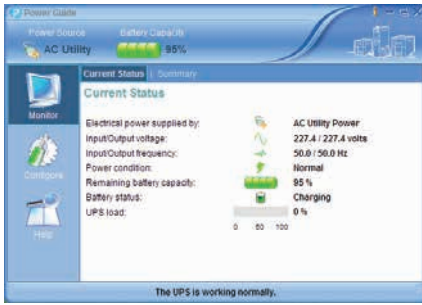 Power Guide
Power Source
Battery Capacity
AC Utility
95%
Current Status | Summary
Current Status
Monitor
Configure
Help
Electrical power supplied by: AC Utility Power
Input/Output voltage: 227.4 / 227.4 volts
Input/Output frequency: 50.0 / 50.0 Hz
Power condition: Normal
Remaining battery capacity: 95 %
Battery status: Charging
UPS load: 0 %
0 50 100
The UPS is working normally.